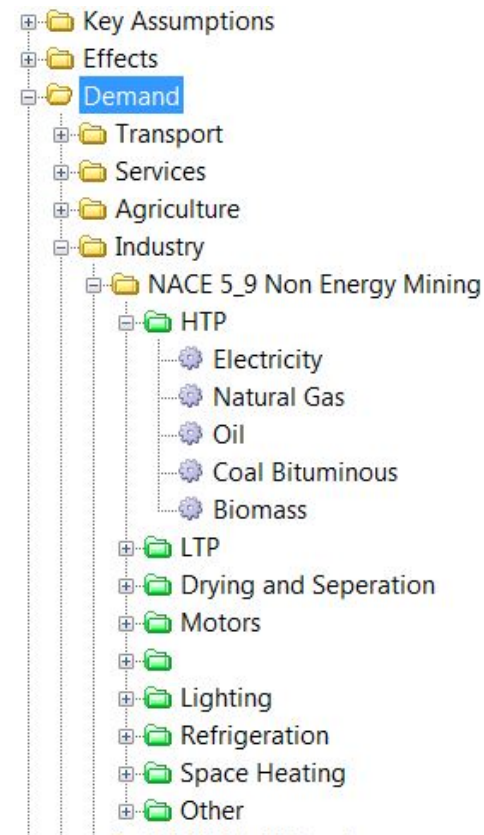 Key Assumptions
Effects
Demand
Transport
Services
Agriculture
Industry
NACE 5_9 Non Energy Mining
HTP
Electricity
Natural Gas
Oil
Coal Bituminous
Biomass
LTP
Drying and Seperation
Motors
Lighting
Refrigeration
Space Heating
Other